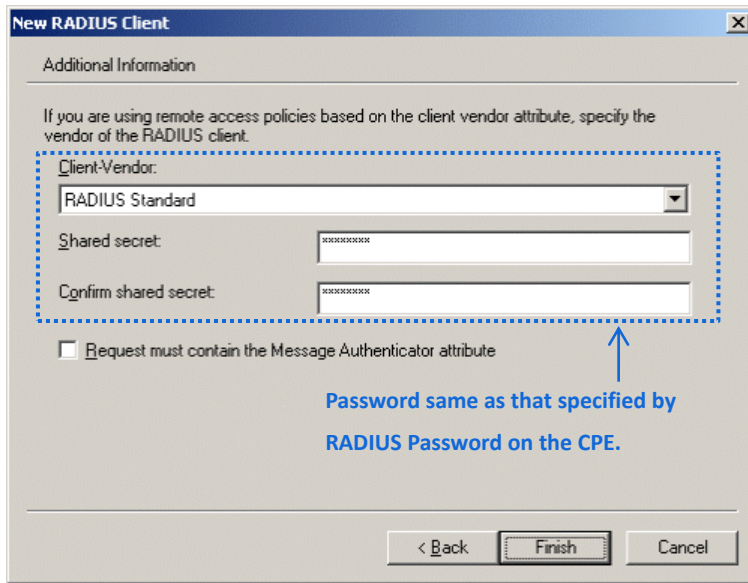 New RADIUS Client
Additional Information
If you are using remote access policies based on the client vendor attribute, specify the
vendor of the RADIUS client.
Client-Vendor:
RADIUS Standard
Shared secret:
********
Confirm shared secret:
********
Request must contain the Message Authenticator attribute
Password same as that specified by
RADIUS Password on the CPE.
< Back
Finish
Cancel